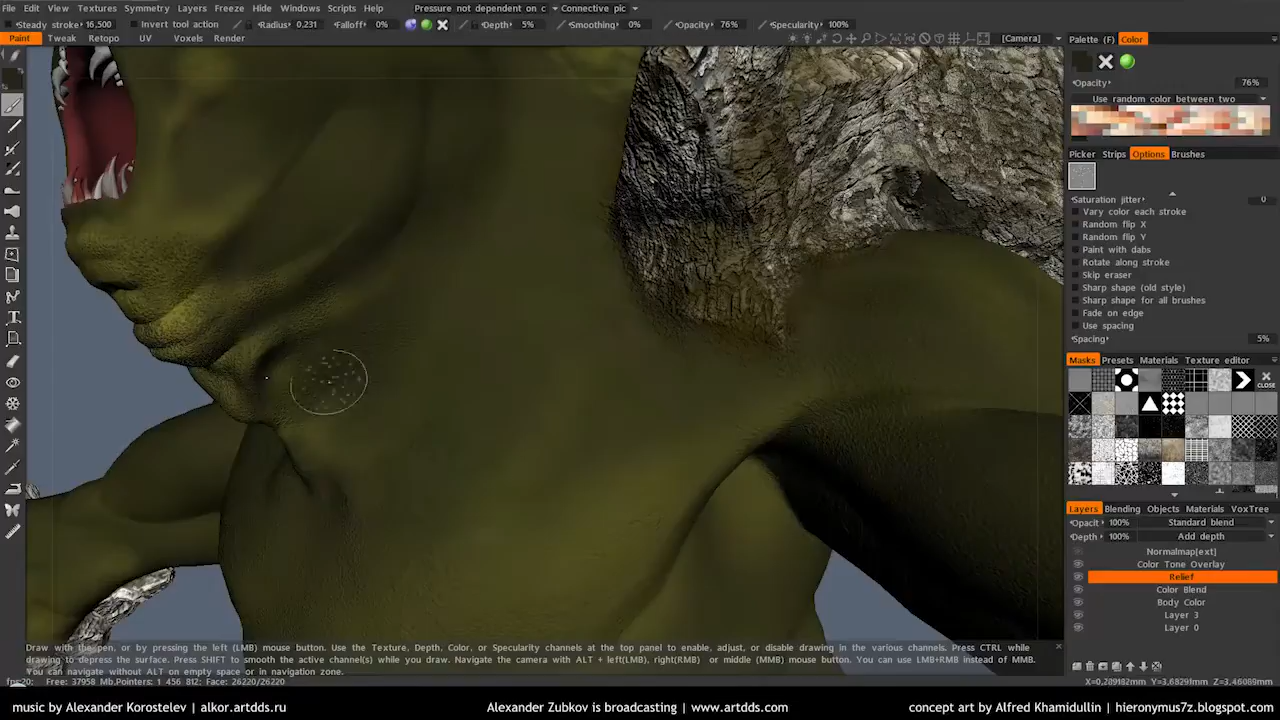 File Edit View Textures Symmetry Layers Freeze Hide Windows Scripts Help Pressure not dependent on c Connective pic
Steady stroke 16,500 Invert tool action Radius 0.231 Falloff 0% Depth 5% Smoothing 0% Opacity 76% Specularity 100%
Paint Tweak Retopo UV Voxels Render [Camera] Palette (F) Color
Opacity 76%
Use random color between two
Picker Strips Options Brushes
Saturation jitter 0
Vary color each stroke
Random flip X
Random flip Y
Paint with dabs
Rotate along stroke
Skip eraser
Sharp shape (old style)
Sharp shape for all brushes
Fade on edge
Use spacing
Spacing 5%
Masks Presets Materials Texture editor
CLOSE
Layers Blending Objects Materials VoxTree
Opacit 100% Standard blend
Depth 100% Add depth
Normalmap[ext]
Color Tone Overlay
Relief
Color Blend
Body Color
Layer 3
Layer 0
Draw with the pen, or by pressing the left (LMB) mouse button. Use the Texture, Depth, Color, or Specularity channels at the top panel to enable, adjust, or disable drawing in the various channels. Press CTRL while
drawing to depress the surface. Press SHIFT to smooth the active channel(s) while you draw. Navigate the camera with ALT + left(LMB), right(RMB) or middle (MMB) mouse button. You can use LMB+RMB instead of MMB.
You can navigate without ALT on empty space or in navigation zone.
fps20; Free: 37958 Mb,Pointers: 1 456 812; Face: 26220/26220
music by Alexander Korostelev | alkor.artdds.ru Alexander Zubkov is broadcasting | www.artdds.com concept art by Alfred Khamidullin | hieronymus7z.blogspot.com